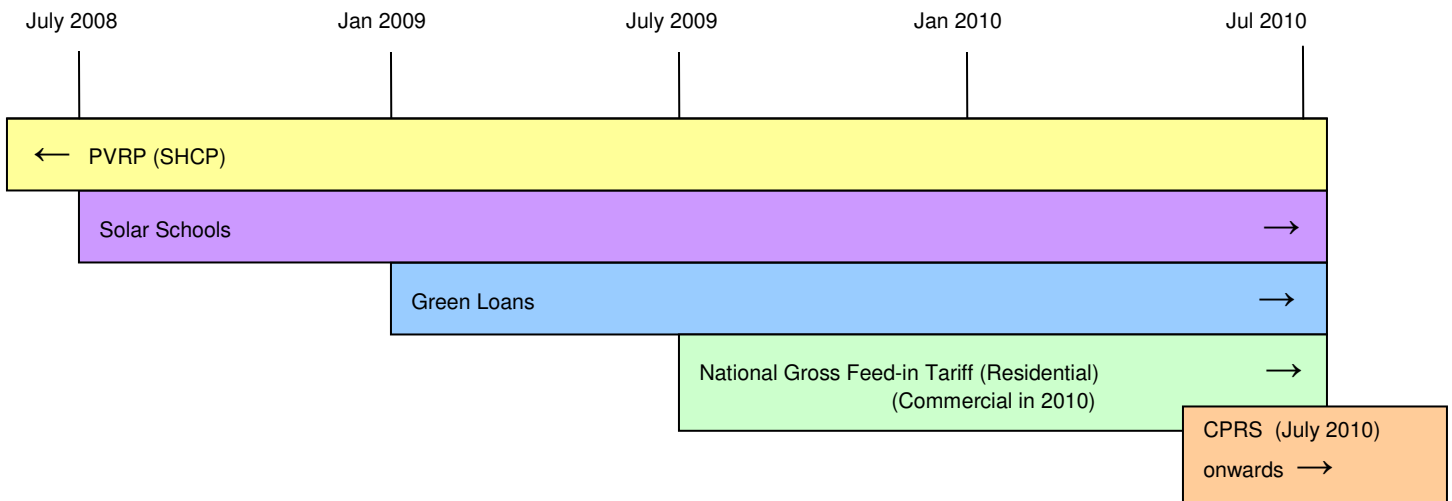 July 2008 Jan 2009 July 2009 Jan 2010 Jul 2010
← PVRP (SHCP)
Solar Schools →
Green Loans →
National Gross Feed-in Tariff (Residential) →
(Commercial in 2010)
CPRS (July 2010)
onwards →